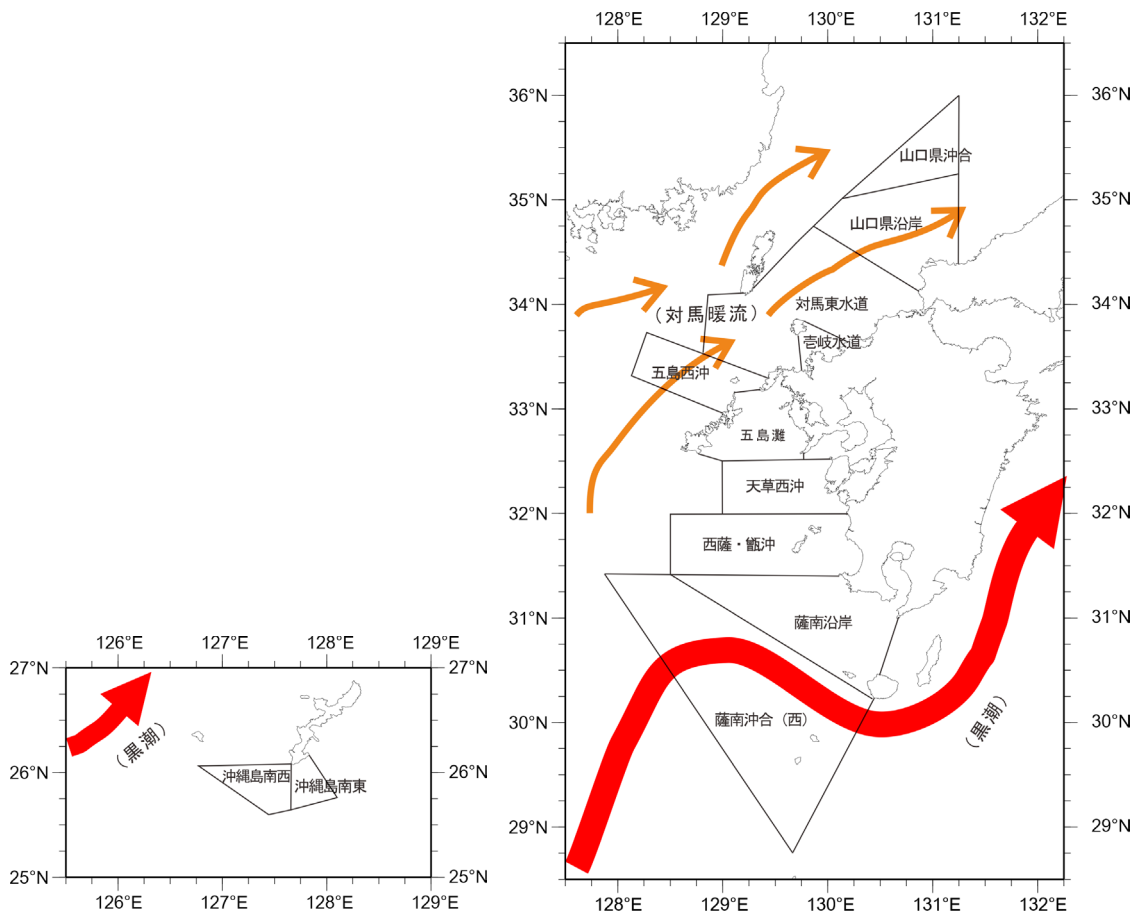 128°E 129°E 130°E 131°E 132°E
36°N 36°N
山口県沖合
35°N 35°N
山口県沿岸
34°N 34°N
対馬東水道
(対馬暖流)
壱岐水道
五島西沖
33°N 33°N
五島灘
天草西沖
32°N 32°N
西薩・甑沖
31°N 31°N
薩南沿岸
30°N 30°N
薩南沖合(西)
(黒潮)
29°N 29°N
128°E 129°E 130°E 131°E 132°E
126°E 127°E 128°E 129°E
27°N 27°N
(黒潮)
26°N 26°N
沖縄島南西
沖縄島南東
25°N 25°N
126°E 127°E 128°E 129°E